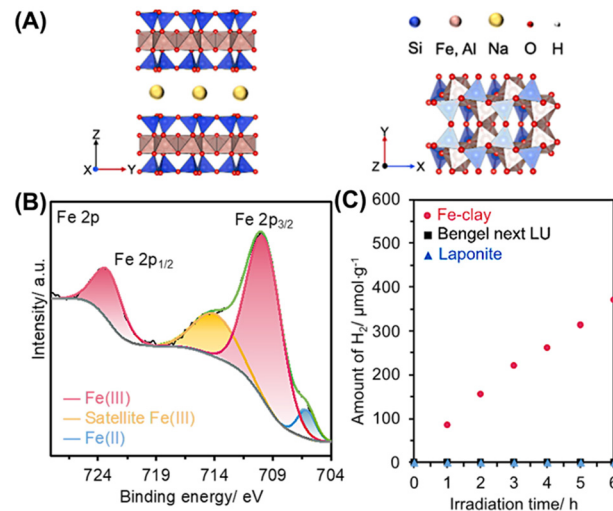 (A)
Si Fe, Al Na O H
Z
X
Y
Y
Z
X
(B)
Fe 2p
Fe 2p3/2
Fe 2p1/2
Intensity/ a.u.
Fe(III)
Satellite Fe(III)
Fe(II)
724 719 714 709 704
Binding energy/ eV
(C)
600
500
400
300
200
100
0
Amount of H2/ μmol·g-1
Fe-clay
Bengel next LU
Laponite
0 1 2 3 4 5 6
Irradiation time/ h